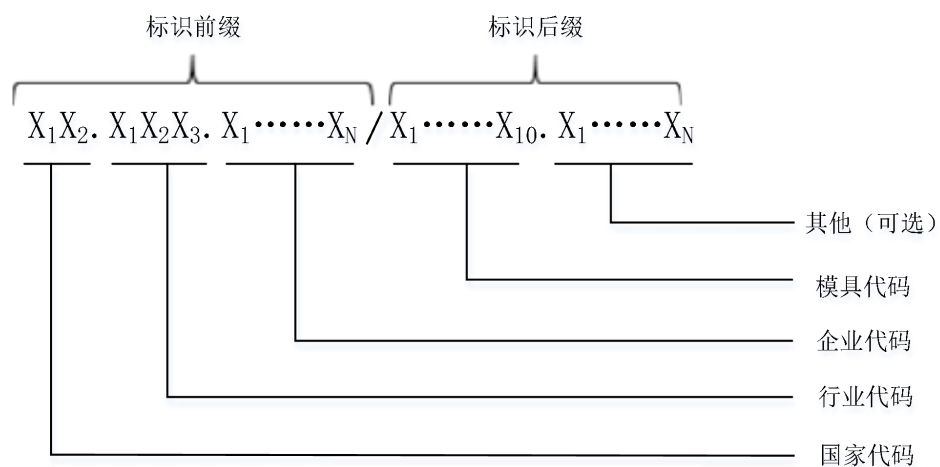 标识前缀 标识后缀
X₁X₂.X₁X₂X₃.X₁……X_N/X₁……X₁₀.X₁……X_N
其他（可选）
模具代码
企业代码
行业代码
国家代码